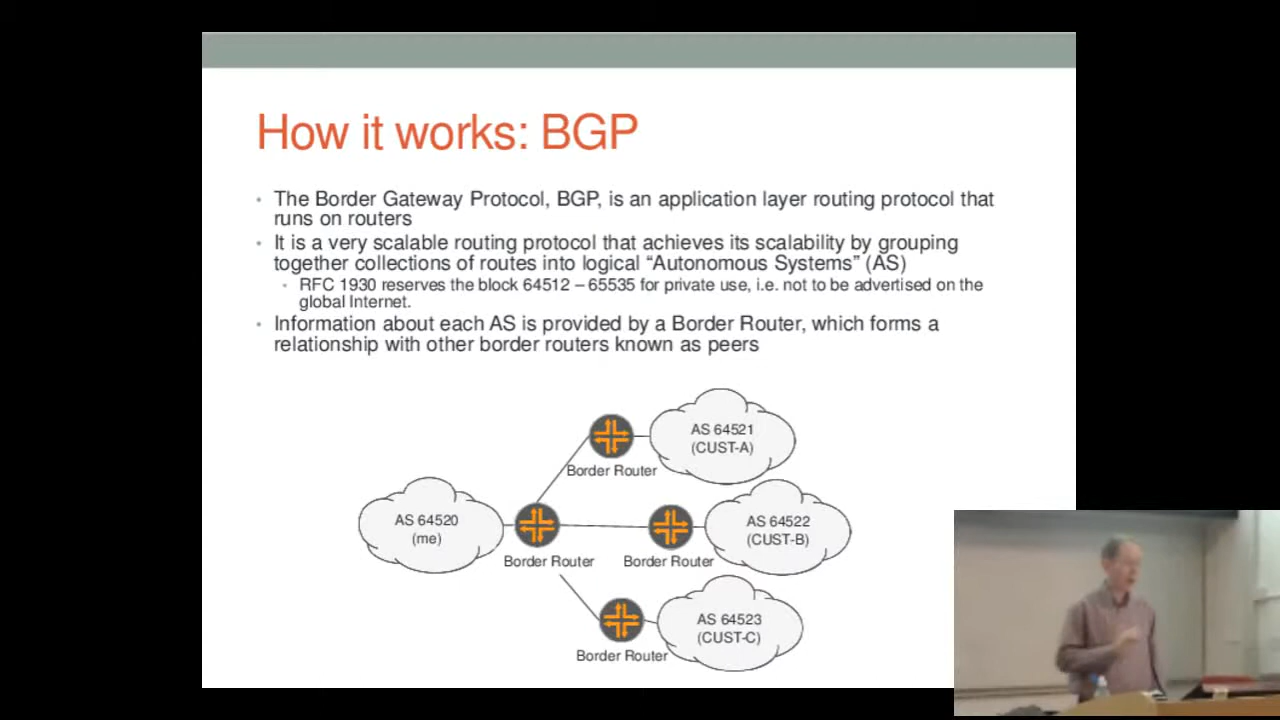 How it works: BGP
The Border Gateway Protocol, BGP, is an application layer routing protocol that
runs on routers
It is a very scalable routing protocol that achieves its scalability by grouping
together collections of routes into logical “Autonomous Systems” (AS)
RFC 1930 reserves the block 64512 – 65535 for private use, i.e. not to be advertised on the
global Internet.
Information about each AS is provided by a Border Router, which forms a
relationship with other border routers known as peers
AS 64521
(CUST-A)
Border Router
AS 64520
(me)
Border Router
Border Router
AS 64522
(CUST-B)
AS 64523
(CUST-C)
Border Router